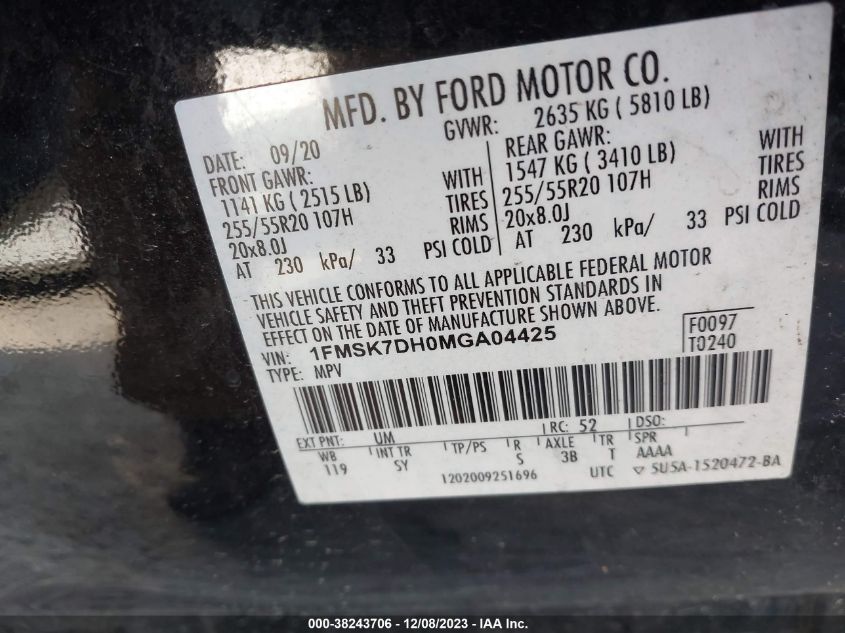 MFD. BY FORD MOTOR CO.
DATE: 09/20
GVWR: 2635 KG ( 5810 LB)
FRONT GAWR:
1141 KG ( 2515 LB) WITH
255/55R20 107H TIRES
20x8.0J RIMS
AT 230 kPa/ 33 PSI COLD
REAR GAWR:
1547 KG ( 3410 LB) WITH
255/55R20 107H TIRES
20x8.0J RIMS
AT 230 kPa/ 33 PSI COLD
THIS VEHICLE CONFORMS TO ALL APPLICABLE FEDERAL MOTOR
VEHICLE SAFETY AND THEFT PREVENTION STANDARDS IN
EFFECT ON THE DATE OF MANUFACTURE SHOWN ABOVE.
VIN: 1FMSK7DH0MGA04425
TYPE: MPV
F0097
T0240
EXT PNT: UM RC: 52 DSO:
WB INT TR TP/PS R AXLE TR SPR
119 SY S 3B T AAAA
1202009251696 UTC ▽ 5U5A-1520472-BA
000-38243706 - 12/08/2023 - IAA Inc.